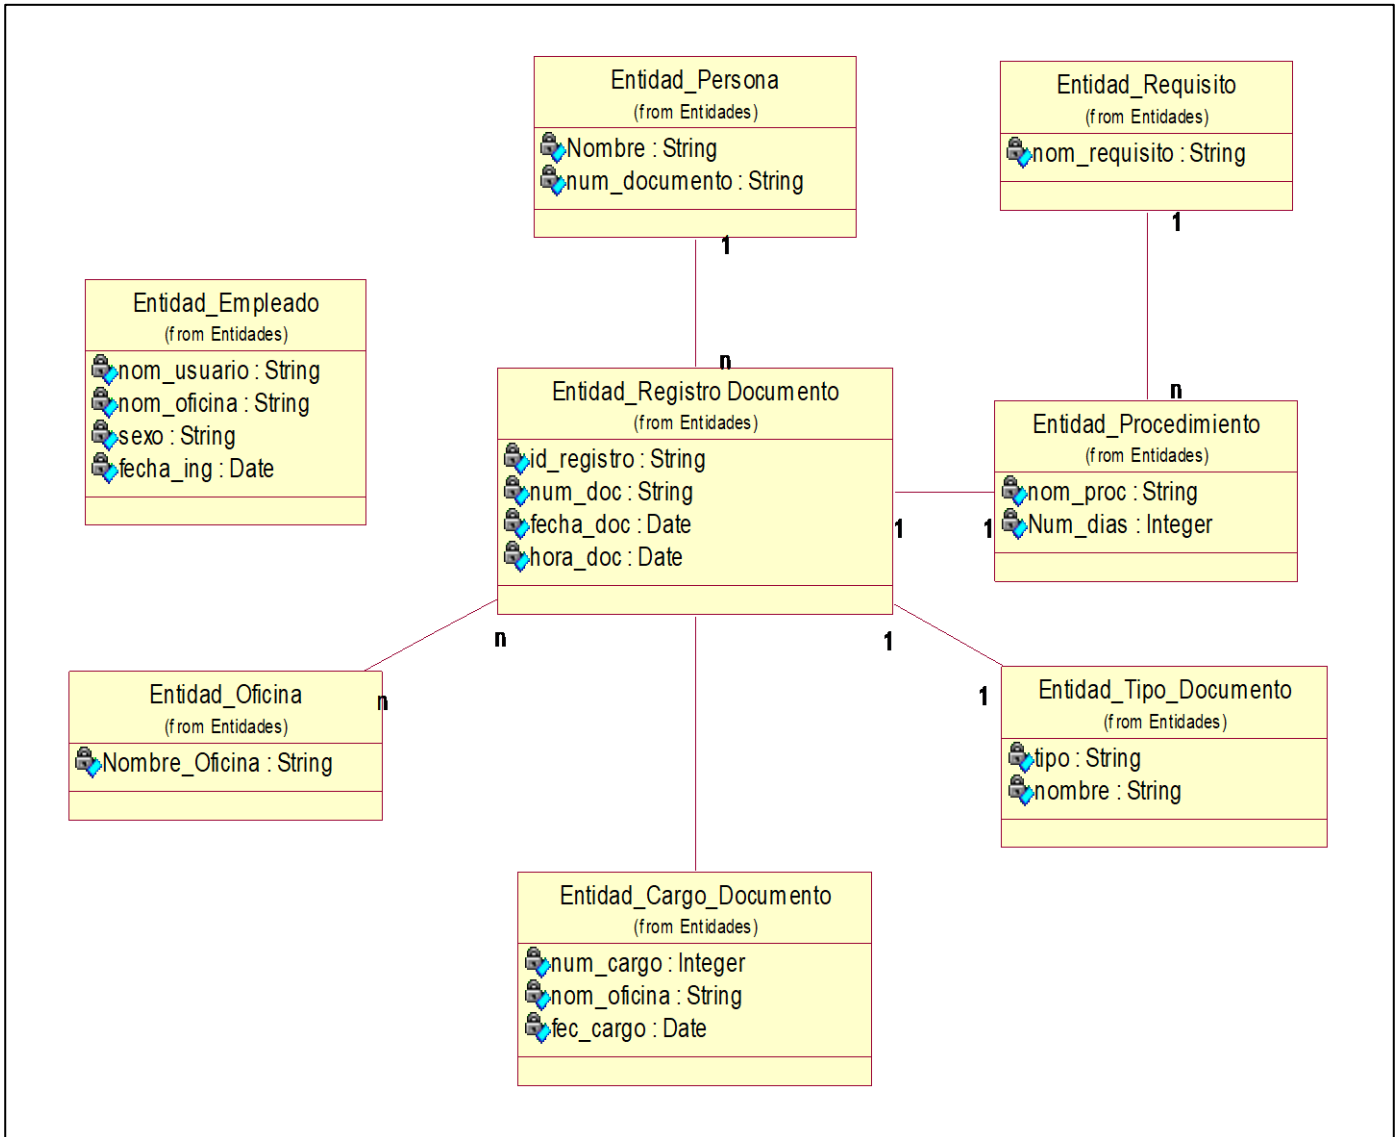 Entidad_Persona
(from Entidades)
Nombre : String
num_documento : String
1
Entidad_Requisito
(from Entidades)
nom_requisito : String
1
Entidad_Empleado
(from Entidades)
nom_usuario : String
nom_oficina : String
sexo : String
fecha_ing : Date
n
Entidad_Registro Documento
(from Entidades)
id_registro : String
num_doc : String
fecha_doc : Date
hora_doc : Date
n
Entidad_Procedimiento
(from Entidades)
nom_proc : String
Num_dias : Integer
1
1
n
1
n
1
Entidad_Oficina
(from Entidades)
Nombre_Oficina : String
Entidad_Tipo_Documento
(from Entidades)
tipo : String
nombre : String
Entidad_Cargo_Documento
(from Entidades)
num_cargo : Integer
nom_oficina : String
fec_cargo : Date